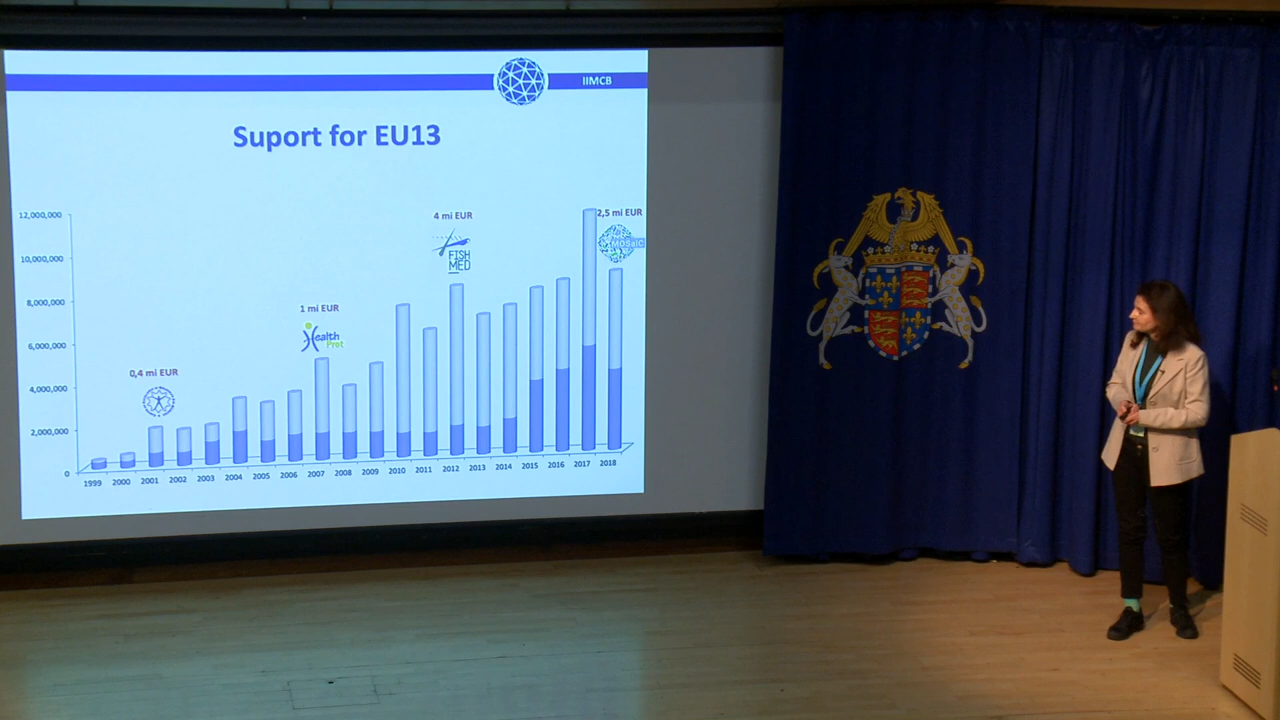 IIMCB
Suport for EU13
12,000,000
10,000,000
8,000,000
6,000,000
4,000,000
2,000,000
0
0,4 mi EUR
1 mi EUR
Health
Prot
4 mi EUR
FISH
MED
2,5 mi EUR
MOSaIC
1999 2000 2001 2002 2003 2004 2005 2006 2007 2008 2009 2010 2011 2012 2013 2014 2015 2016 2017 2018